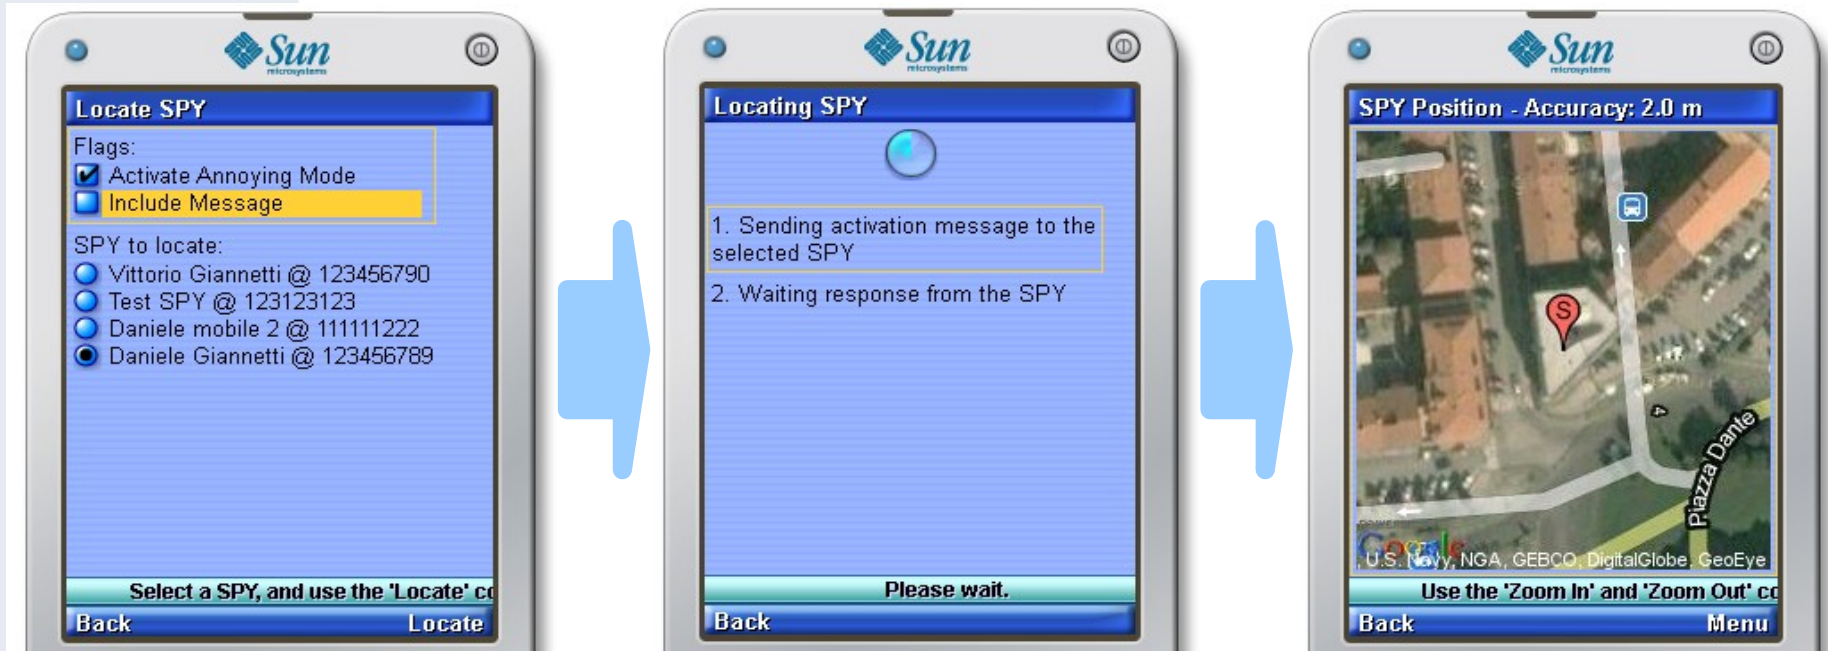 Sun
microsystems
Locate SPY
Flags:
Activate Annoying Mode
Include Message
SPY to locate:
Vittorio Giannetti @ 123456790
Test SPY @ 123123123
Daniele mobile 2 @ 111111222
Daniele Giannetti @ 123456789
Select a SPY, and use the 'Locate' co
Back
Locate
Sun
microsystems
Locating SPY
1. Sending activation message to the
selected SPY
2. Waiting response from the SPY
Please wait.
Back
Sun
microsystems
SPY Position - Accuracy: 2.0 m
S
Piazza Dante
Google
, U.S. Navy, NGA, GEBCO, DigitalGlobe, GeoEye
Use the 'Zoom In' and 'Zoom Out' co
Back
Menu